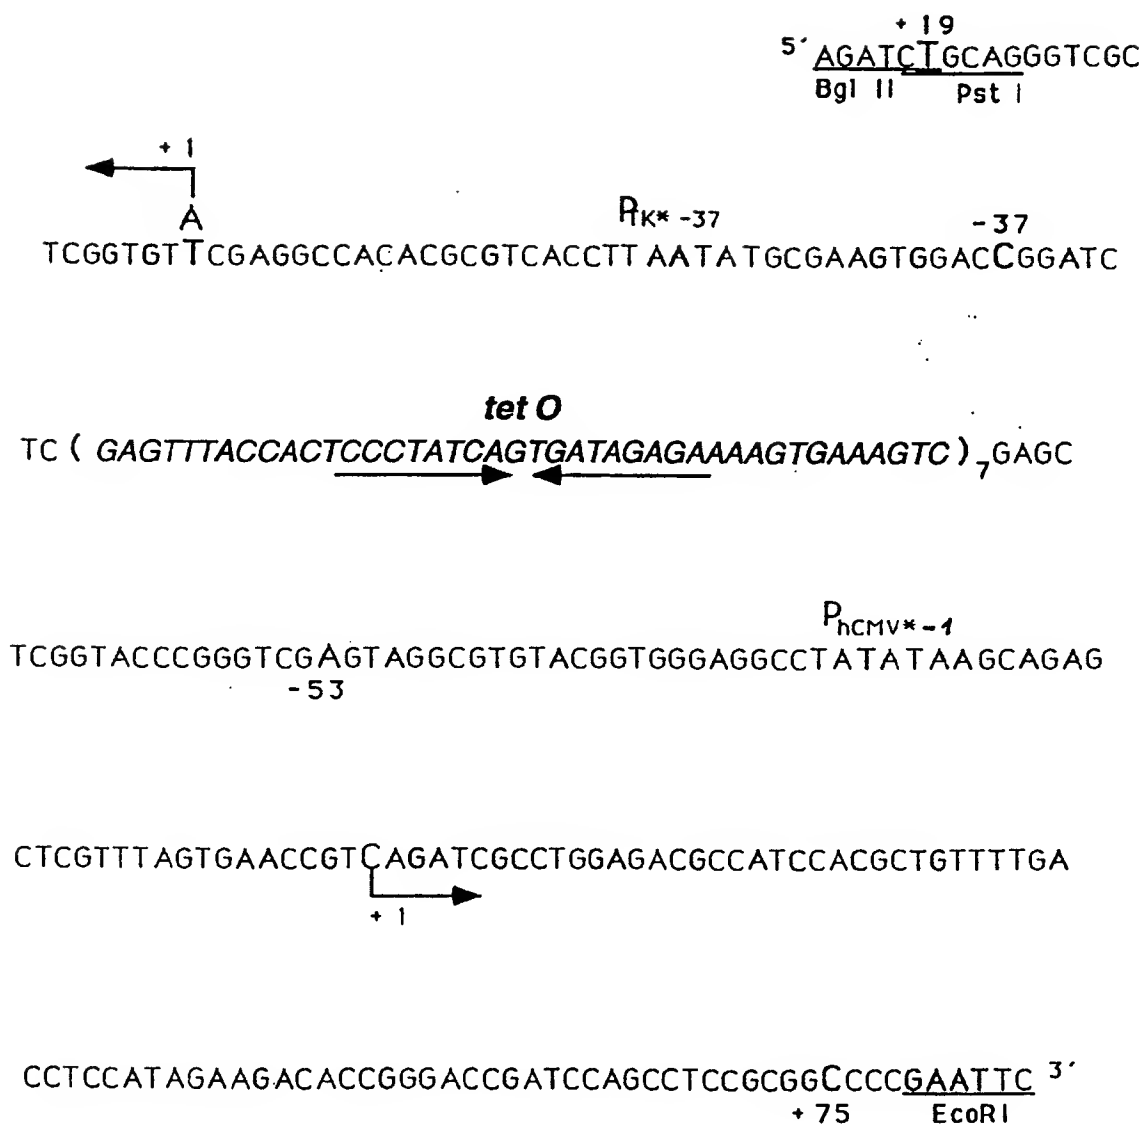 + 19
5′ AGATCTGCAGGGTCGC
Bgl II Pst I
+ 1
A
PTK* -37
-37
TCGGTGTTCGAGGCCACACGCGTCACCTTAATATGCGAAGTGGACCGGATC
tet O
TC ( GAGTTTACCACTCCCTATCAGTGATAGAGAAAAGTGAAAGTC )7GAGC
PhCMV* -1
TCGGTACCCGGGTCGAGTAGGCGTGTACGGTGGGAGGCCTATATAAGCAGAG
-53
CTCGTTTAGTGAACCGTCAGATCGCCTGGAGACGCCATCCACGCTGTTTTGA
+ 1
CCTCCATAGAAGACACCGGGACCGATCCAGCCTCCGCGGCCCCGAATTC 3′
+ 75 EcoRI